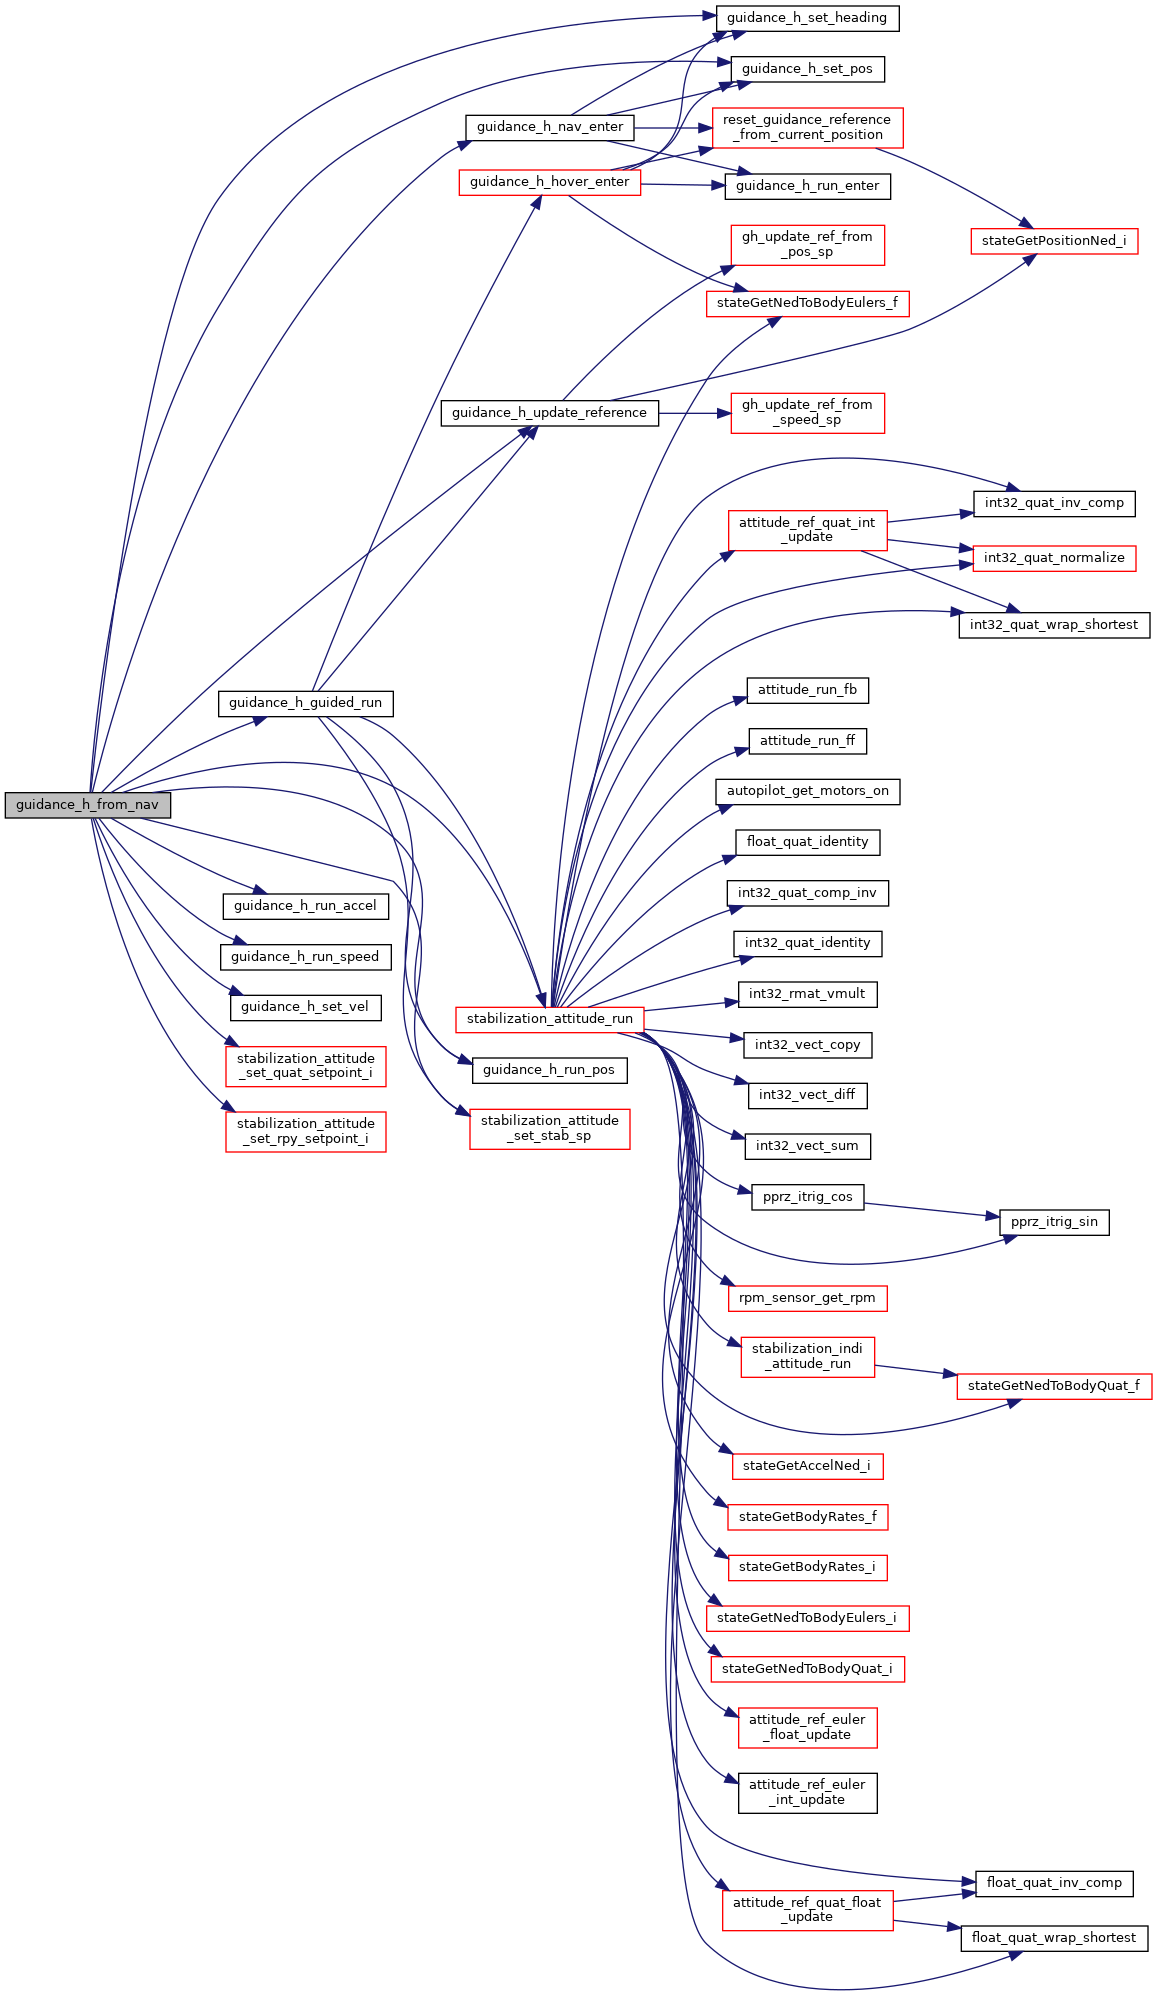 guidance_h_set_heading
guidance_h_set_pos
guidance_h_nav_enter
reset_guidance_reference
_from_current_position
guidance_h_hover_enter
guidance_h_run_enter
gh_update_ref_from
_pos_sp
stateGetPositionNed_i
stateGetNedToBodyEulers_f
guidance_h_update_reference
gh_update_ref_from
_speed_sp
int32_quat_inv_comp
attitude_ref_quat_int
_update
int32_quat_normalize
int32_quat_wrap_shortest
attitude_run_fb
guidance_h_guided_run
attitude_run_ff
autopilot_get_motors_on
guidance_h_from_nav
float_quat_identity
int32_quat_comp_inv
guidance_h_run_accel
int32_quat_identity
guidance_h_run_speed
int32_rmat_vmult
guidance_h_set_vel
stabilization_attitude_run
int32_vect_copy
stabilization_attitude
_set_quat_setpoint_i
guidance_h_run_pos
int32_vect_diff
stabilization_attitude
_set_rpy_setpoint_i
stabilization_attitude
_set_stab_sp
int32_vect_sum
pprz_itrig_cos
pprz_itrig_sin
rpm_sensor_get_rpm
stabilization_indi
_attitude_run
stateGetNedToBodyQuat_f
stateGetAccelNed_i
stateGetBodyRates_f
stateGetBodyRates_i
stateGetNedToBodyEulers_i
stateGetNedToBodyQuat_i
attitude_ref_euler
_float_update
attitude_ref_euler
_int_update
float_quat_inv_comp
attitude_ref_quat_float
_update
float_quat_wrap_shortest